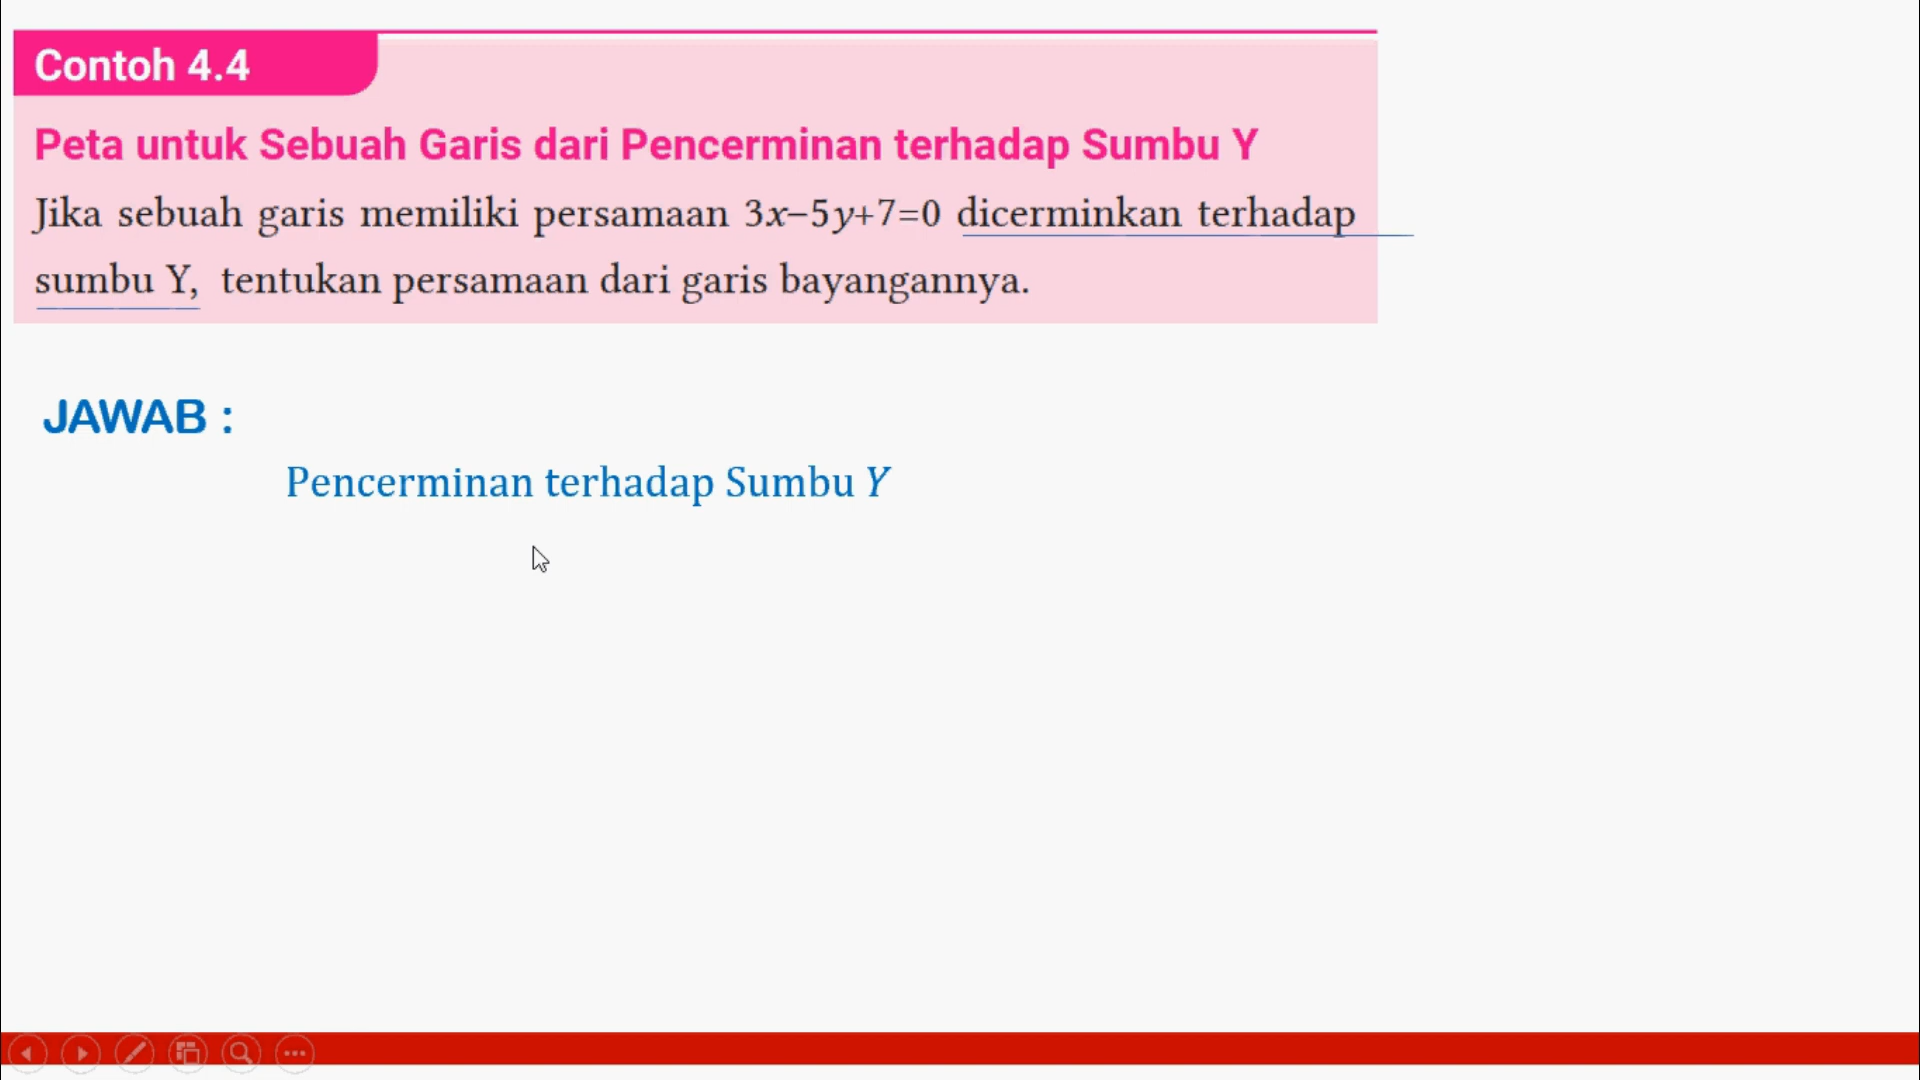 Contoh 4.4
Peta untuk Sebuah Garis dari Pencerminan terhadap Sumbu Y
Jika sebuah garis memiliki persamaan 3x−5y+7=0 dicerminkan terhadap
sumbu Y, tentukan persamaan dari garis bayangannya.
JAWAB :
Pencerminan terhadap Sumbu Y